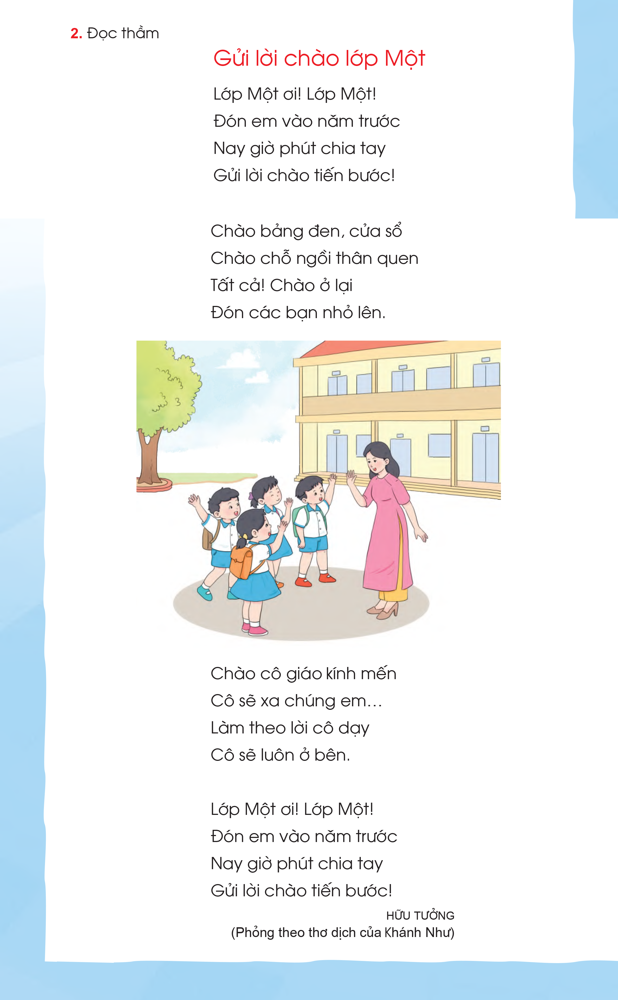 2. Đọc thầm
Gửi lời chào lớp Một
Lớp Một ơi! Lớp Một!
Đón em vào năm trước
Nay giờ phút chia tay
Gửi lời chào tiến bước!
Chào bảng đen, cửa sổ
Chào chỗ ngồi thân quen
Tất cả! Chào ở lại
Đón các bạn nhỏ lên.
Chào cô giáo kính mến
Cô sẽ xa chúng em...
Làm theo lời cô dạy
Cô sẽ luôn ở bên.
Lớp Một ơi! Lớp Một!
Đón em vào năm trước
Nay giờ phút chia tay
Gửi lời chào tiến bước!
HỮU TƯỞNG
(Phỏng theo thơ dịch của Khánh Như)